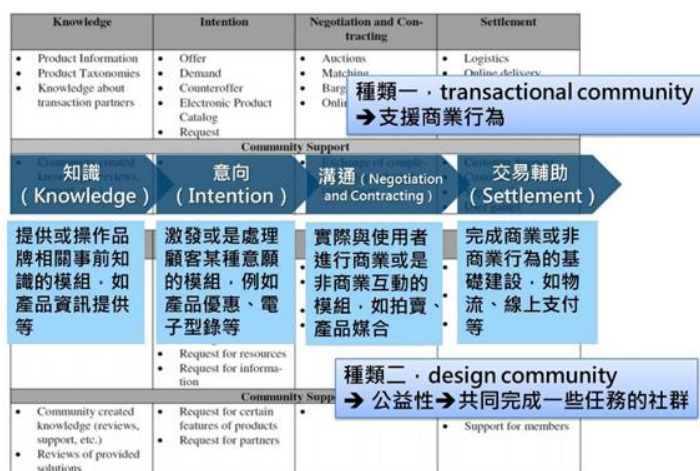 Knowledge
Intention
Negotiation and Con-
tracting
Settlement
• Product Information
• Product Taxonomies
• Knowledge about
transaction partners
• Offer
• Demand
• Counteroffer
• Electronic Product
Catalog
• Request
• Auctions
• Matching
• Logistics
• Online delivery
種類一，transactional community
➔支援商業行為
Community Support
知識
（Knowledge）
意向
（Intention）
溝通（Negotiation
and Contracting）
交易輔助
（Settlement）
提供或操作品
牌相關事前知
識的模組，如
產品資訊提供
等
激發或是處理
顧客某種意願
的模組，例如
產品優惠、電
子型錄等
實際與使用者
進行商業或是
非商業互動的
模組，如拍賣、
產品媒合
完成商業或非
商業行為的基
礎建設，如物
流、線上支付
等
• Request for resources
• Request for informa-
tion
種類二，design community
➔ 公益性➔共同完成一些任務的社群
Community
• Community created
knowledge (reviews,
support, etc.)
• Reviews of provided
solutions
• Request for certain
features of products
• Request for partners
• Support for members